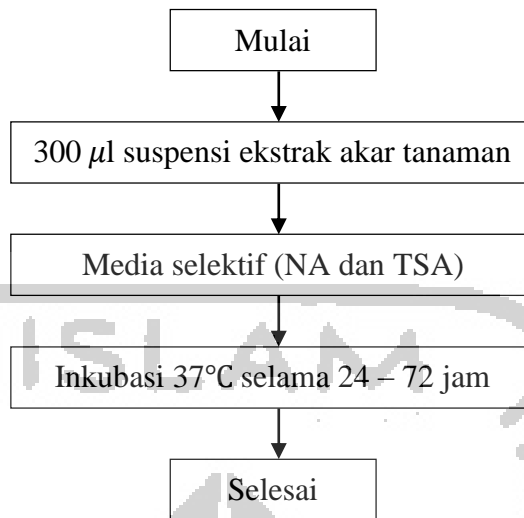 Mulai
300 μl suspensi ekstrak akar tanaman
Media selektif (NA dan TSA)
ISLAM
Inkubasi 37°C selama 24 – 72 jam
Selesai